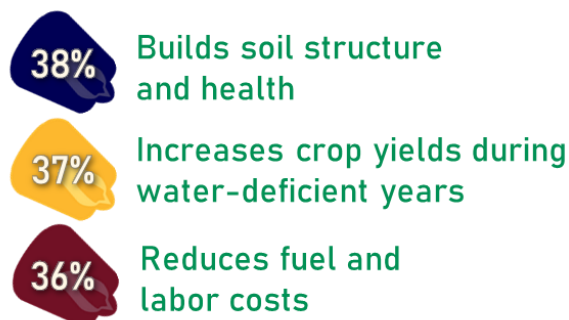 38%
Builds soil structure
and health
37%
Increases crop yields during
water-deficient years
36%
Reduces fuel and
labor costs